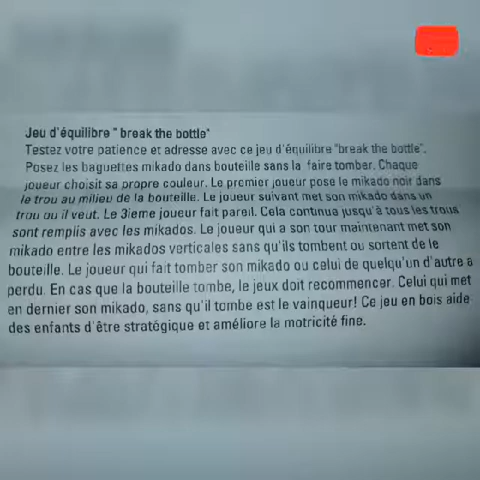 Jeu d'équilibre " break the bottle"
Testez votre patience et adresse avec ce jeu d'équilibre "break the bottle".
Posez les baguettes mikado dans bouteille sans la faire tomber. Chaque
joueur choisit sa propre couleur. Le premier joueur pose le mikado noir dans
le trou au milieu de la bouteille. Le joueur suivant met son mikado dans un
trou ou il veut. Le 3ieme joueur fait pareil. Cela continue jusqu'à tous les trous
sont remplis avec les mikados. Le joueur qui a son tour maintenant met son
mikado entre les mikados verticales sans qu'ils tombent ou sortent de le
bouteille. Le joueur qui fait tomber son mikado ou celui de quelqu'un d'autre a
perdu. En cas que la bouteille tombe, le jeux doit recommencer. Celui qui met
en dernier son mikado, sans qu'il tombe est le vainqueur! Ce jeu en bois aide
des enfants d'être stratégique et améliore la motricité fine.